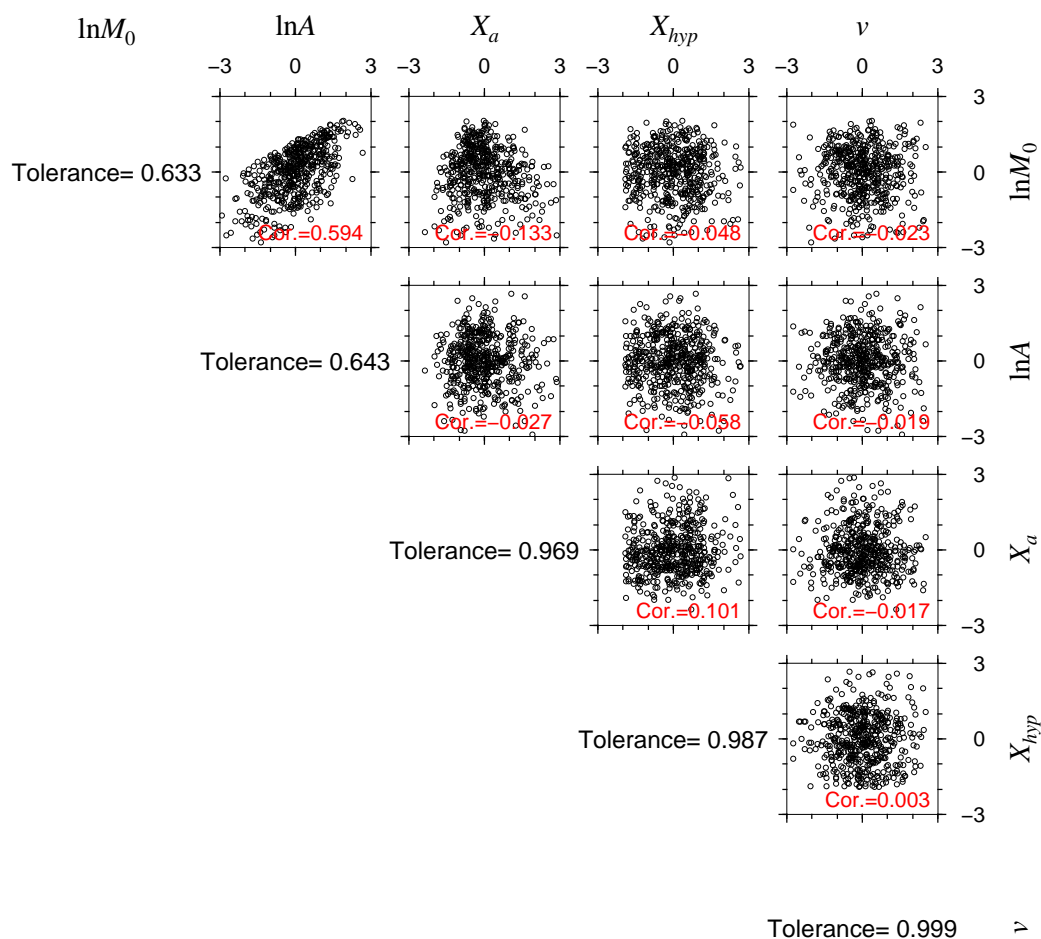 lnM0 lnA Xa Xhyp v
−3 0 3 −3 0 3 −3 0 3 −3 0 3
3
Tolerance= 0.633 0 lnM0
Cor.=0.594 Cor.=−0.133 Cor.=−0.048 Cor.=−0.023
−3
3
Tolerance= 0.643 0 lnA
Cor.=−0.027 Cor.=−0.058 Cor.=−0.019
−3
3
Tolerance= 0.969 0 Xa
Cor.=0.101 Cor.=−0.017
−3
3
Tolerance= 0.987 0 Xhyp
Cor.=0.003
−3
Tolerance= 0.999 v